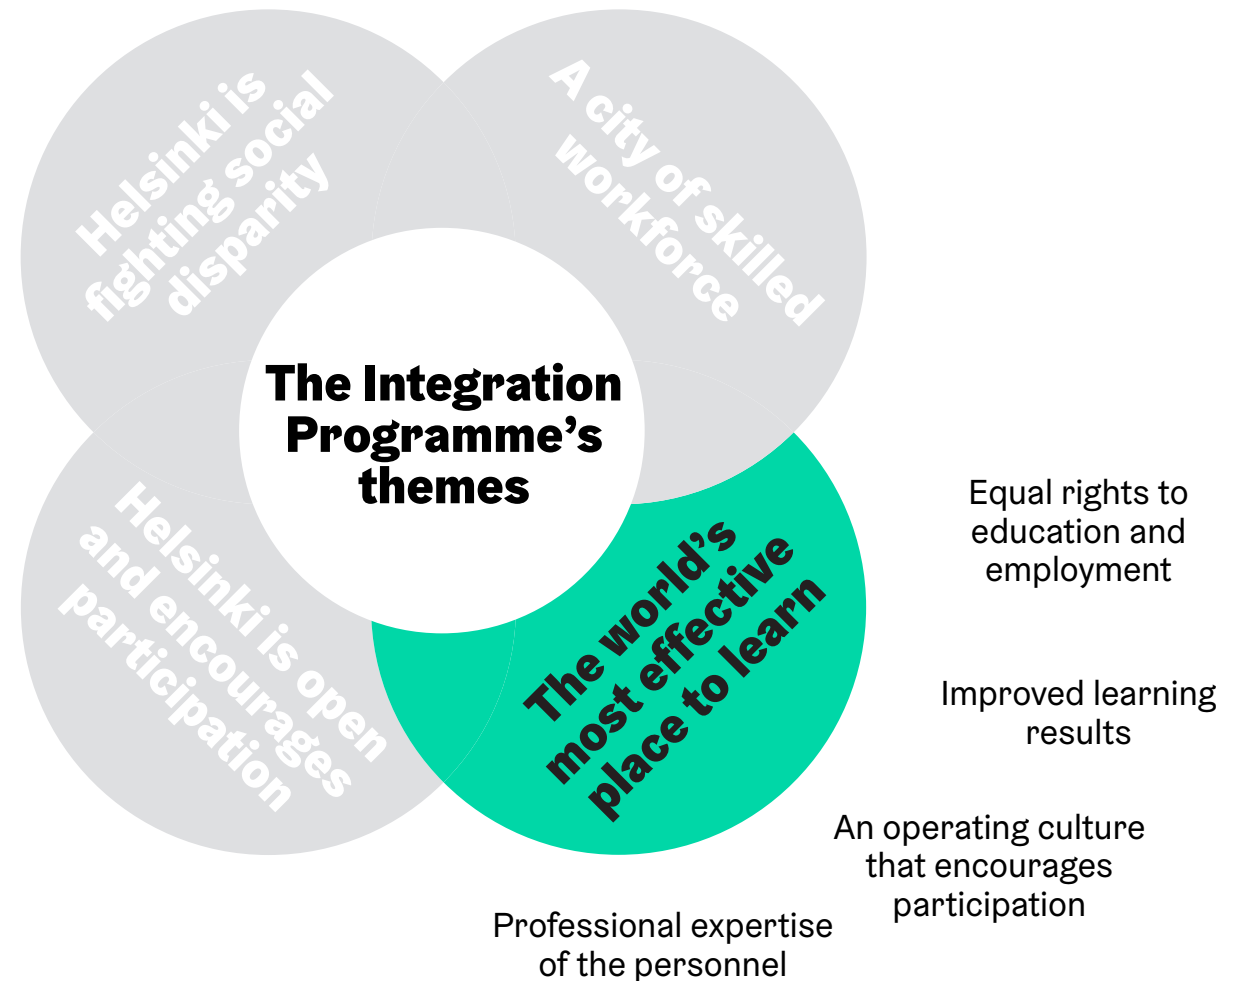 Helsinki is
fighting social
disparity
A city of skilled
workforce
The Integration
Programme’s
themes
Helsinki is open
and encourages
participation
The world’s
most effective
place to learn
Equal rights to
education and
employment
Improved learning
results
An operating culture
that encourages
participation
Professional expertise
of the personnel